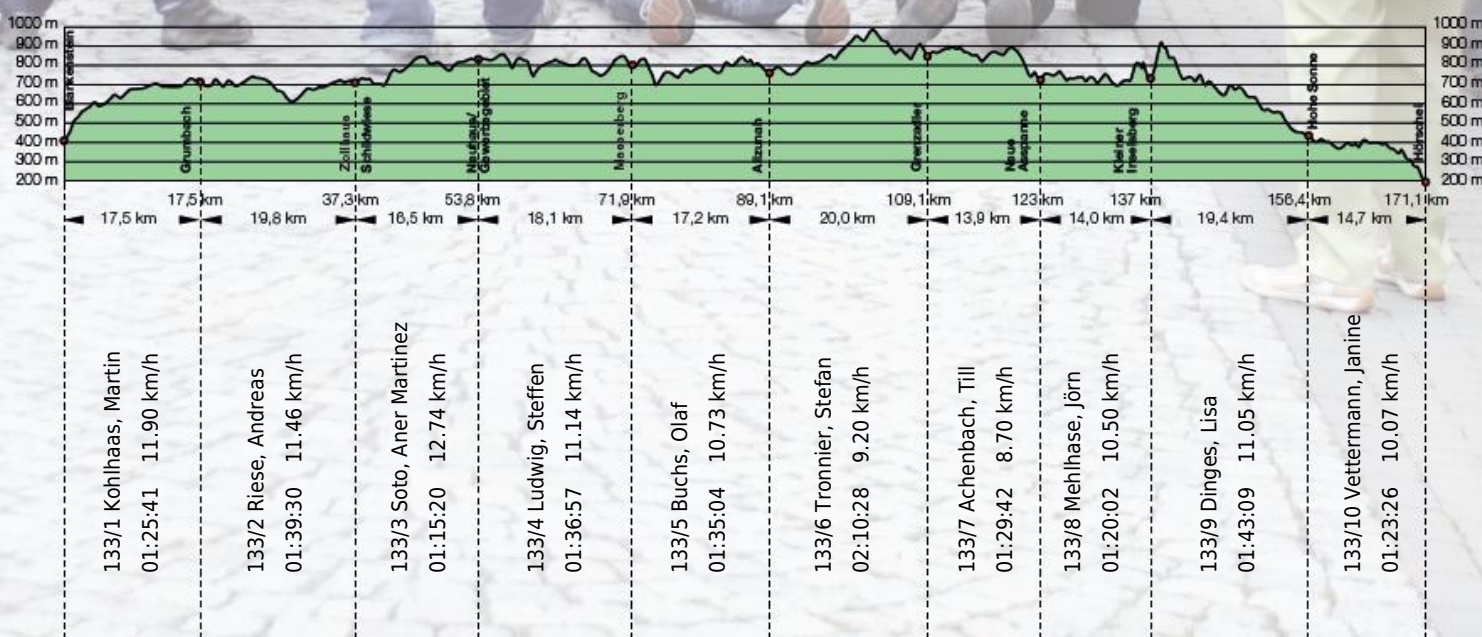 1000 m
900 m
800 m
700 m
600 m
500 m
400 m
300 m
200 m
1000 m
900 m
800 m
700 m
600 m
500 m
400 m
300 m
200 m
Blankenstein
Grumbach
Zollhaus
Schildwiese
Neuhaus/
Masserberg
Allzunah
Grenzadler
Neue
Ausspanne
Kleiner
Inselsberg
Hohe Sonne
Hörschel
17,5 km
37,3 km
53,8 km
71,9 km
89,1 km
109,1 km
123 km
137 km
156,4 km
171,1 km
17,5 km
19,8 km
16,5 km
18,1 km
17,2 km
20,0 km
13,9 km
14,0 km
19,4 km
14,7 km
133/1 Kohlhaas, Martin
01:25:41 11.90 km/h
133/2 Riese, Andreas
01:39:30 11.46 km/h
133/3 Soto, Aner Martinez
01:15:20 12.74 km/h
133/4 Ludwig, Steffen
01:36:57 11.14 km/h
133/5 Buchs, Olaf
01:35:04 10.73 km/h
133/6 Tronnier, Stefan
02:10:28 9.20 km/h
133/7 Achenbach, Till
01:29:42 8.70 km/h
133/8 Mehlhase, Jörn
01:20:02 10.50 km/h
133/9 Dinges, Lisa
01:43:09 11.05 km/h
133/10 Vettermann, Janine
01:23:26 10.07 km/h